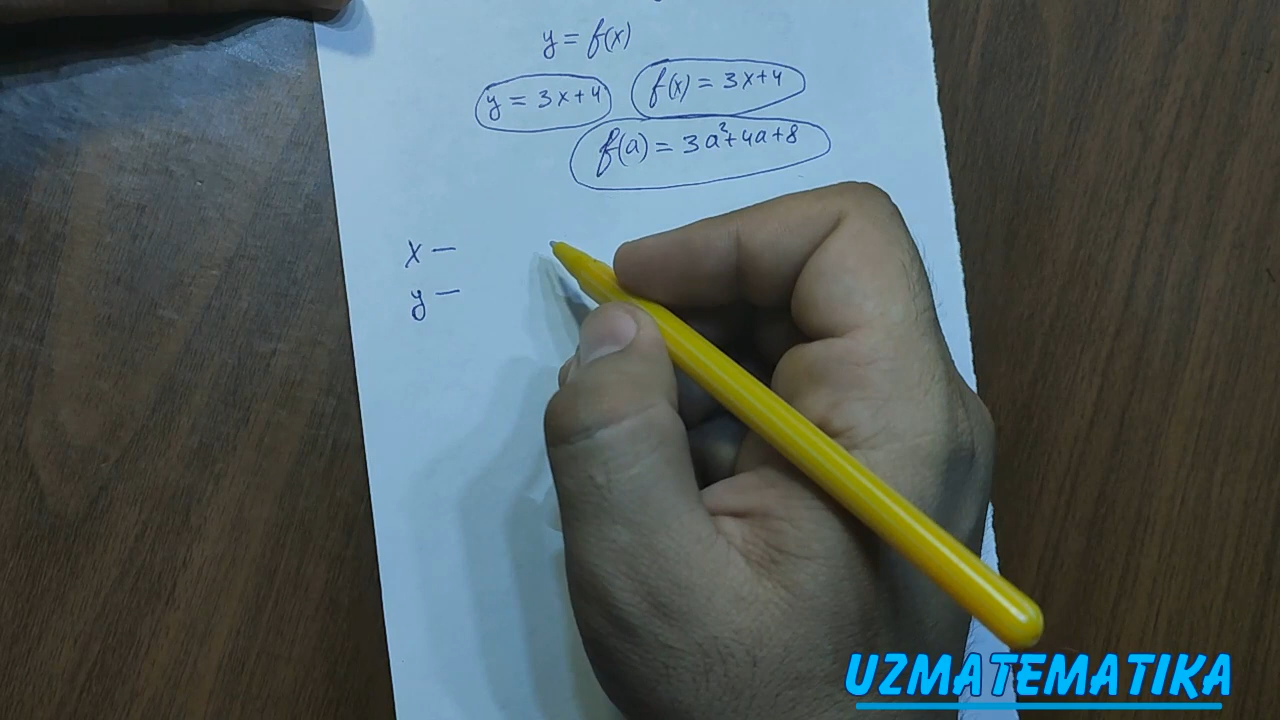 y = f(x)
y = 3x+4 f(x) = 3x+4
f(a) = 3a²+4a+8
x –
y –
UZMATEMATIKA